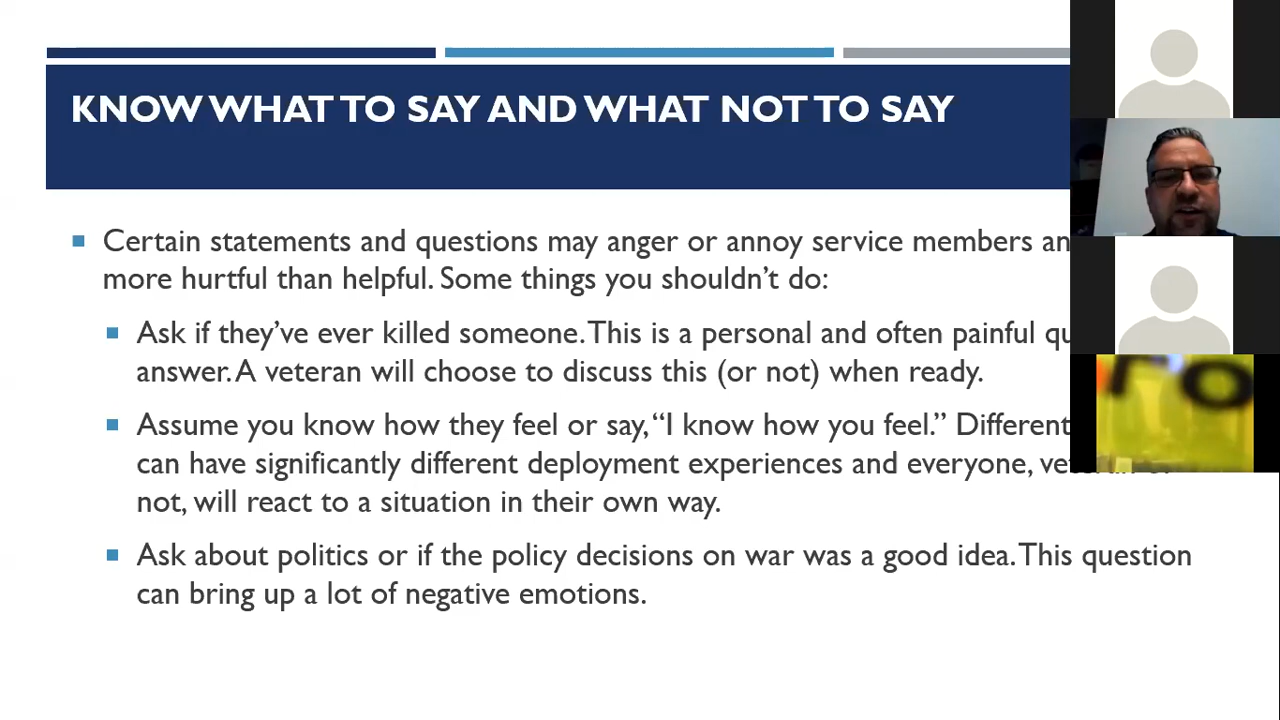 KNOW WHAT TO SAY AND WHAT NOT TO SAY
Certain statements and questions may anger or annoy service members
more hurtful than helpful. Some things you shouldn't do:
Ask if they've ever killed someone. This is a personal and often painful
answer. A veteran will choose to discuss this (or not) when ready.
Assume you know how they feel or say, “I know how you feel.” Different
can have significantly different deployment experiences and everyone,
not, will react to a situation in their own way.
Ask about politics or if the policy decisions on war was a good idea. This question
can bring up a lot of negative emotions.